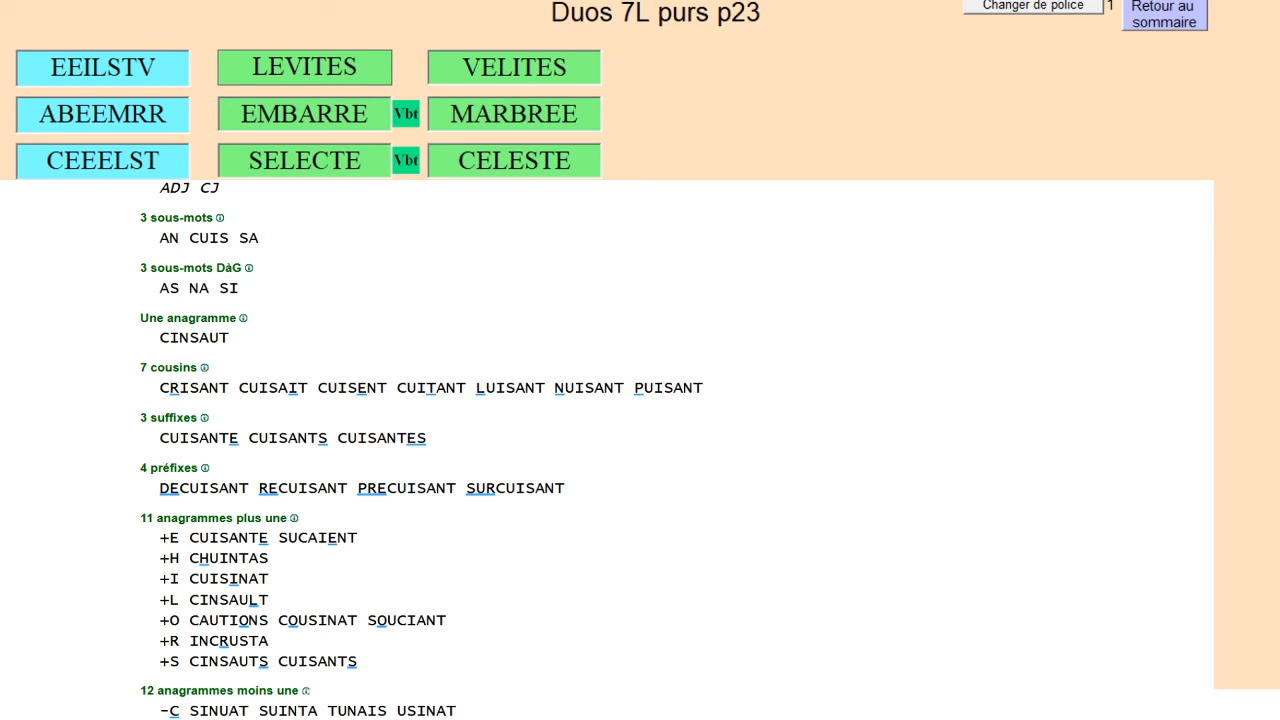 Duos 7L purs p23
Changer de police 1
Retour au
sommaire
EEILSTV LEVITES VELITES
ABEEMRR EMBARRE Vbt MARBREE
CEEELST SELECTE Vbt CELESTE
ADJ CJ
3 sous-mots
AN CUIS SA
3 sous-mots DàG
AS NA SI
Une anagramme
CINSAUT
7 cousins
CRISANT CUISAIT CUISENT CUITANT LUISANT NUISANT PUISANT
3 suffixes
CUISANTE CUISANTS CUISANTES
4 préfixes
DECUISANT RECUISANT PRECUISANT SURCUISANT
11 anagrammes plus une
+E CUISANTE SUCAIENT
+H CHUINTAS
+I CUISINAT
+L CINSAULT
+O CAUTIONS COUSINAT SOUCIANT
+R INCRUSTA
+S CINSAUTS CUISANTS
12 anagrammes moins une
-C SINUAT SUINTA TUNAIS USINAT